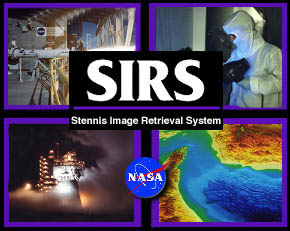 SIRS
Stennis Image Retrieval System
NASA